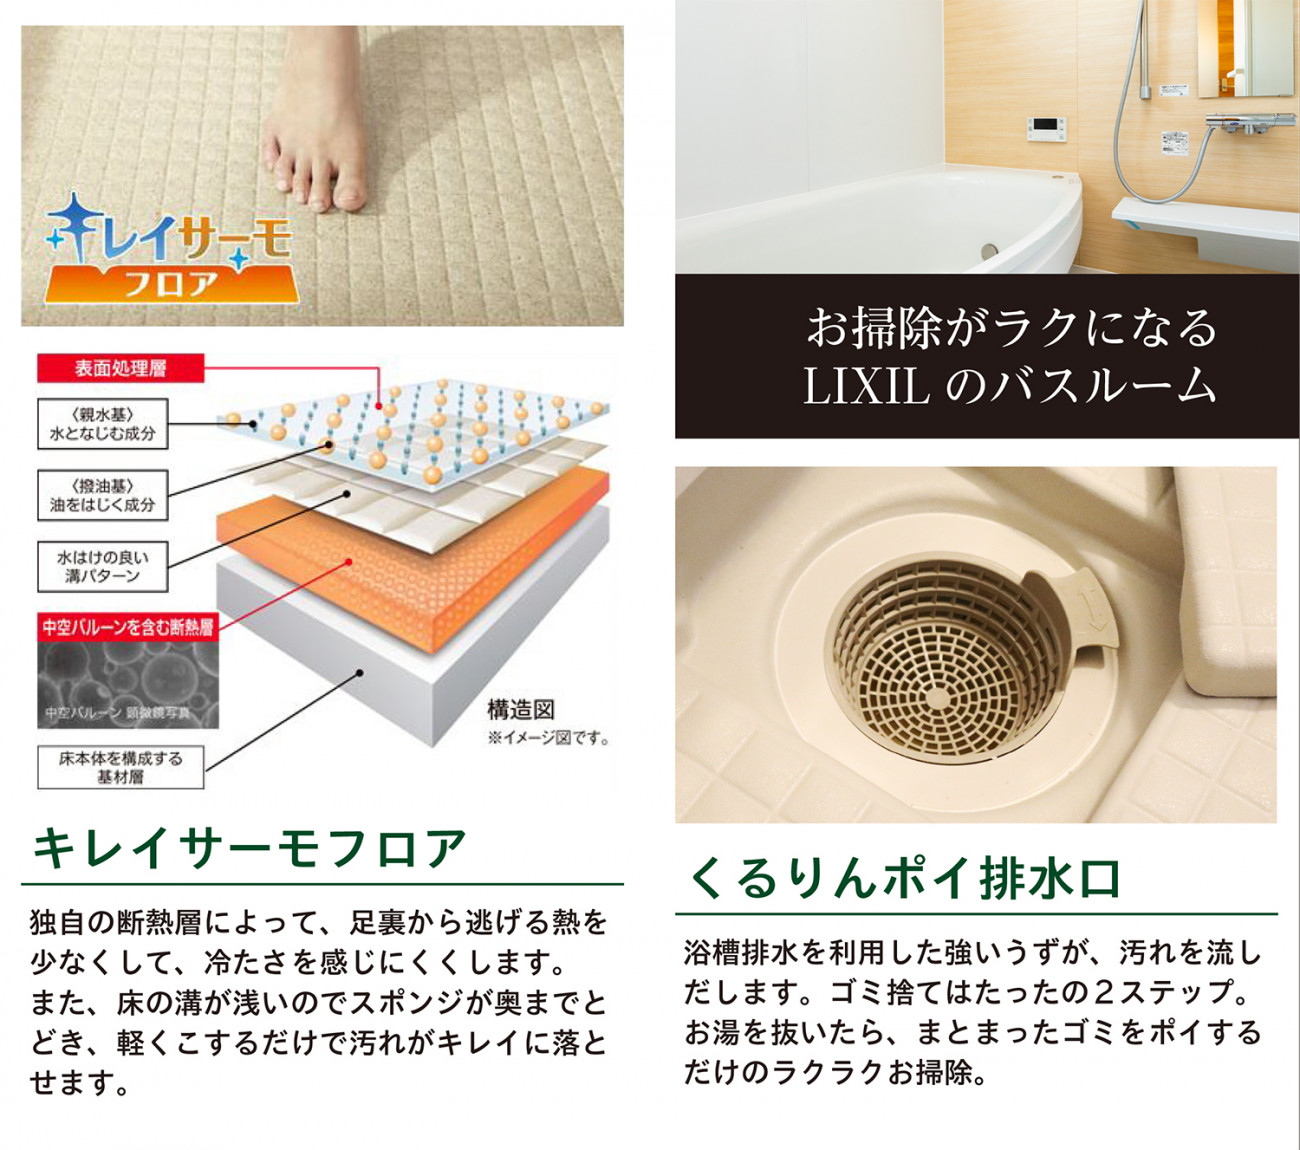 キレイサーモ
フロア
表面処理層
〈親水基〉
水となじむ成分
〈撥油基〉
油をはじく成分
水はけの良い
溝パターン
中空バルーンを含む断熱層
中空バルーン 顕微鏡写真
床本体を構成する
基材層
構造図
※イメージ図です。
キレイサーモフロア
独自の断熱層によって、足裏から逃げる熱を
少なくして、冷たさを感じにくくします。
また、床の溝が浅いのでスポンジが奥までと
どき、軽くこするだけで汚れがキレイに落と
せます。
お掃除がラクになる
LIXIL のバスルーム
くるりんポイ排水口
浴槽排水を利用した強いうずが、汚れを流し
だします。ゴミ捨てはたったの２ステップ。
お湯を抜いたら、まとまったゴミをポイする
だけのラクラクお掃除。